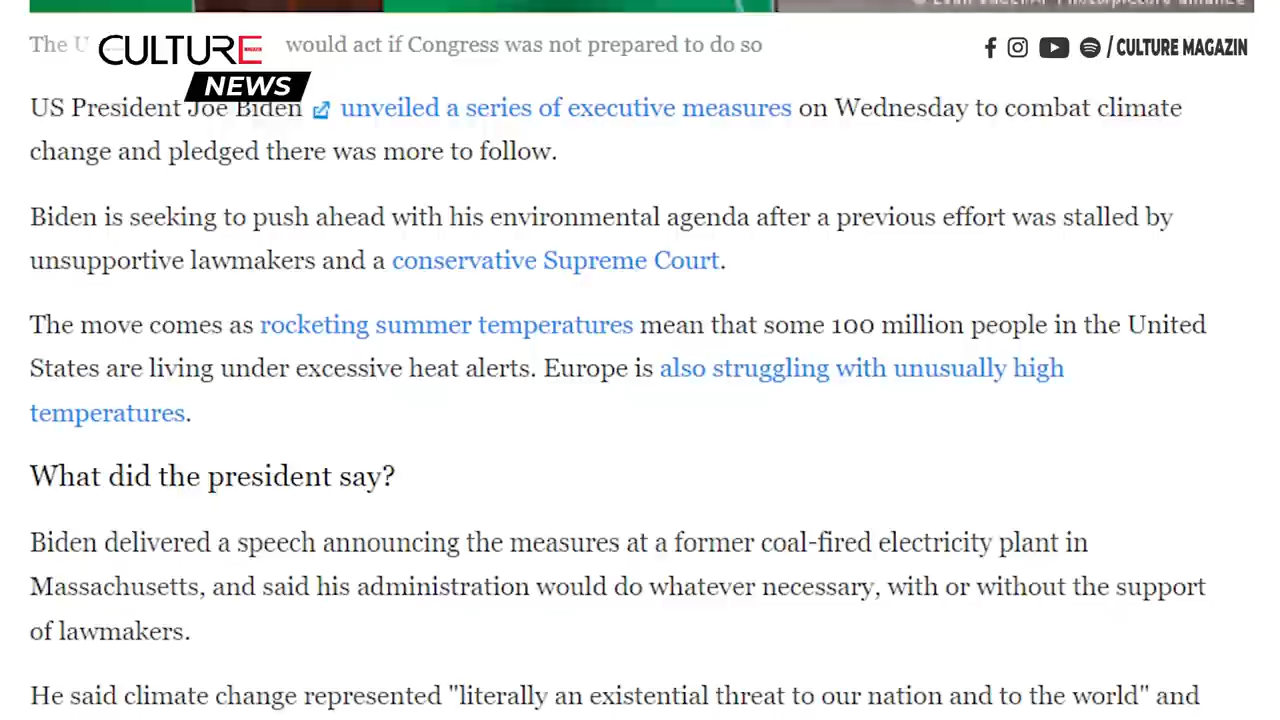 The U would act if Congress was not prepared to do so
CULTURE
NEWS
/ CULTURE MAGAZIN
US President Joe Biden unveiled a series of executive measures on Wednesday to combat climate
change and pledged there was more to follow.
Biden is seeking to push ahead with his environmental agenda after a previous effort was stalled by
unsupportive lawmakers and a conservative Supreme Court.
The move comes as rocketing summer temperatures mean that some 100 million people in the United
States are living under excessive heat alerts. Europe is also struggling with unusually high
temperatures.
What did the president say?
Biden delivered a speech announcing the measures at a former coal-fired electricity plant in
Massachusetts, and said his administration would do whatever necessary, with or without the support
of lawmakers.
He said climate change represented "literally an existential threat to our nation and to the world" and